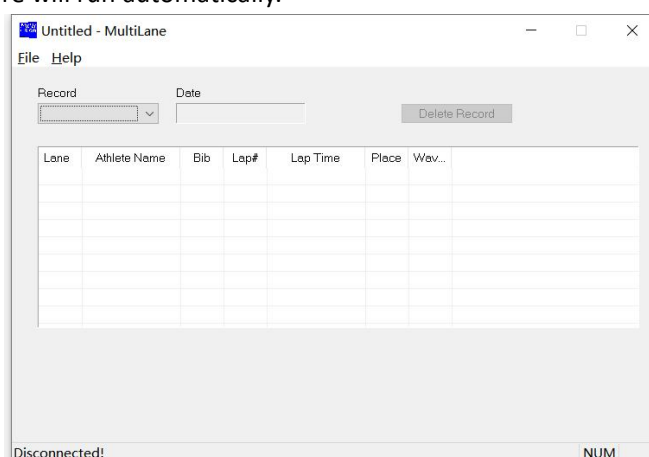 re will run automatically.
Untitled - MultiLane
File Help
Record Date
Delete Record
Lane Athlete Name Bib Lap# Lap Time Place Wav...
Disconnected! NUM